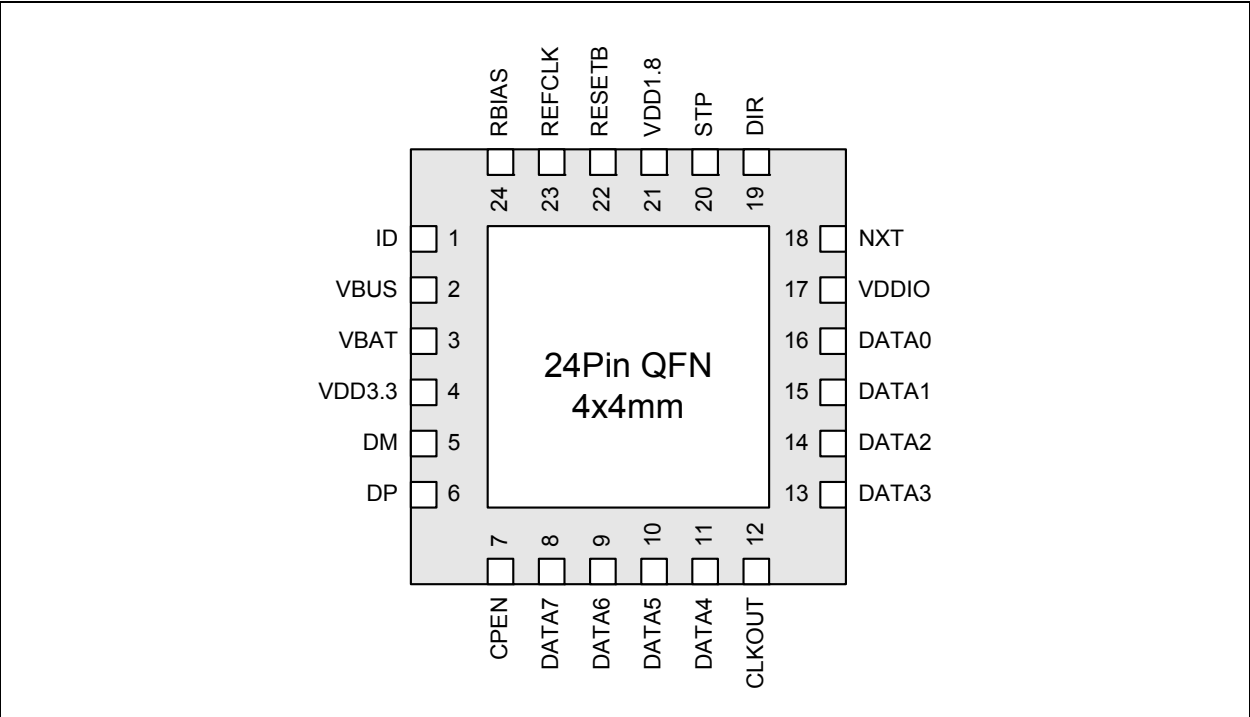 RBIAS REFCLK RESETB VDD1.8 STP DIR
24 23 22 21 20 19
ID 1 18 NXT
VBUS 2 17 VDDIO
VBAT 3 16 DATA0
VDD3.3 4 15 DATA1
DM 5 14 DATA2
DP 6 13 DATA3
24Pin QFN
4x4mm
7 8 9 10 11 12
CPEN DATA7 DATA6 DATA5 DATA4 CLKOUT